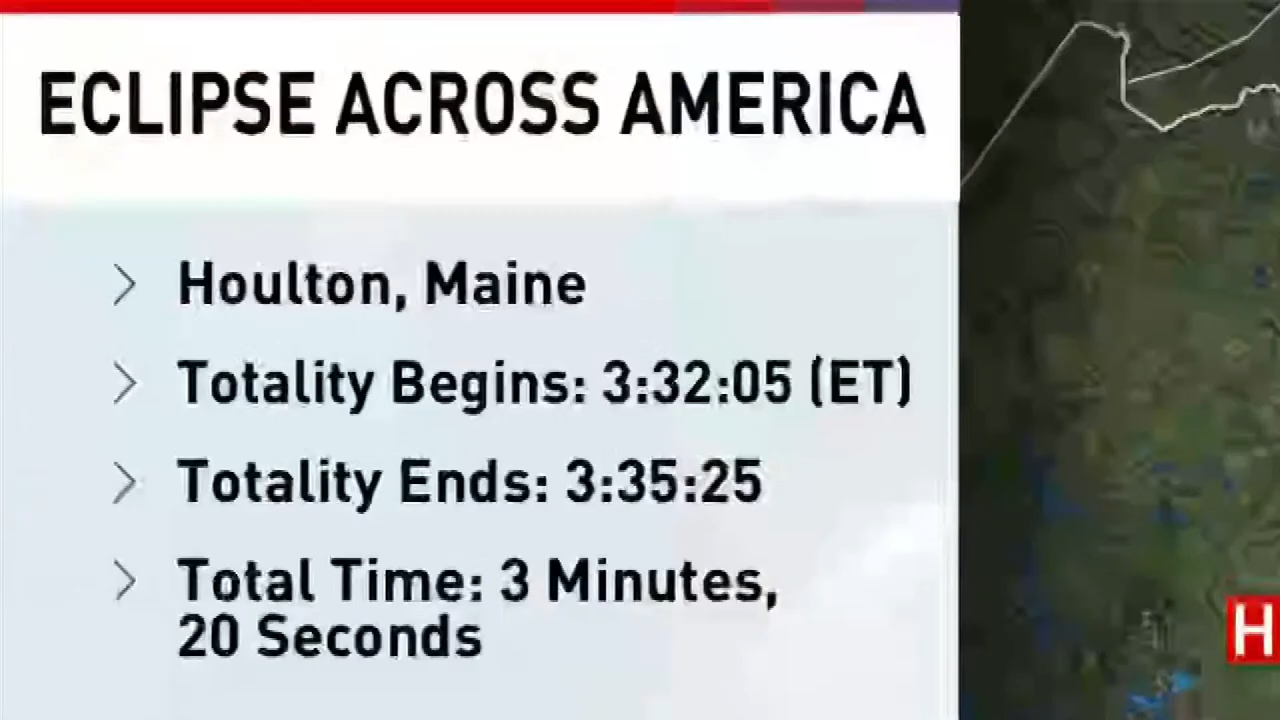 ECLIPSE ACROSS AMERICA
Houlton, Maine
Totality Begins: 3:32:05 (ET)
Totality Ends: 3:35:25
Total Time: 3 Minutes,
20 Seconds
H